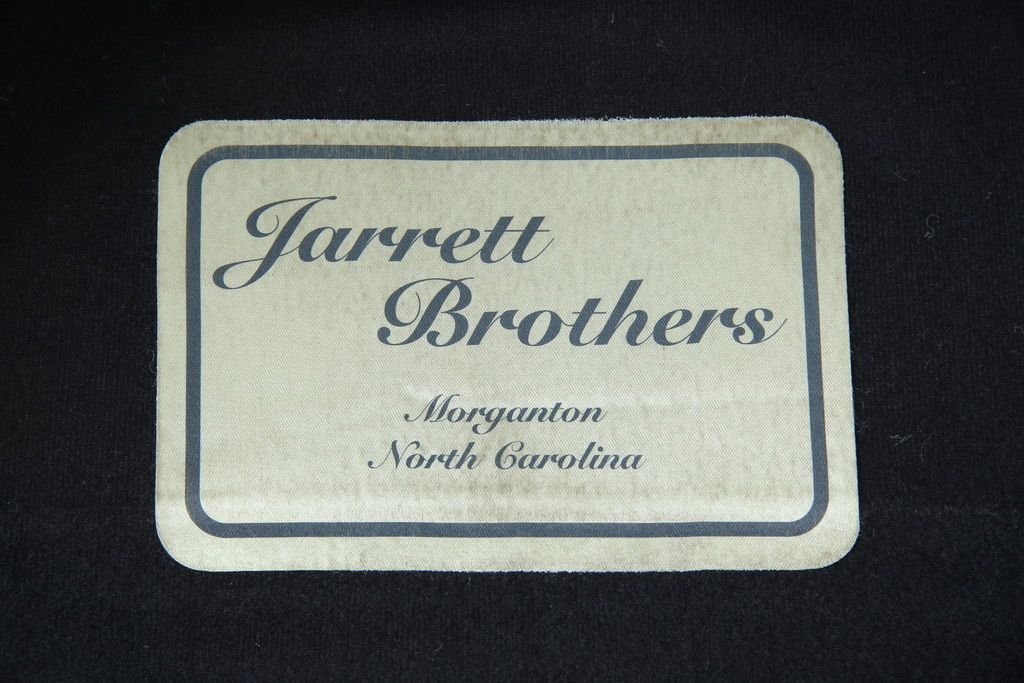 Jarrett
Brothers
Morganton
North Carolina